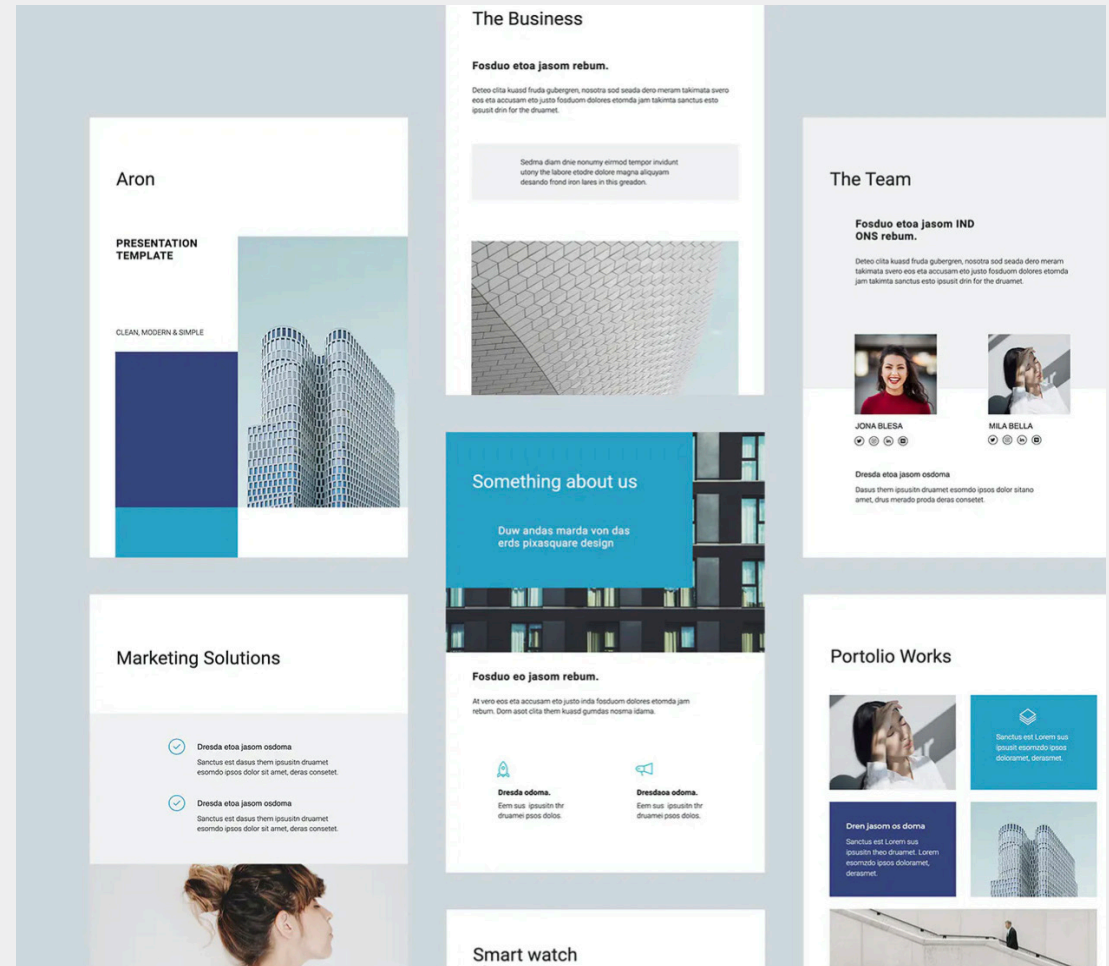 The Business
Fosduo etoa jasom rebum.
Deteo clita kuasd fruda gubergren, nosotra sod seada dero meram takimata svero
eos eta accusam eto justo fosduom dolores etomda jam takimta sanctus esto
ipsusit drin for the druamet.
Sedma diam dnie nonumy eirmod tempor invidunt
utony the labore etodre dolore magna aliquyam
desando frond iron lares in this greadon.
Aron
PRESENTATION
TEMPLATE
CLEAN, MODERN & SIMPLE
The Team
Fosduo etoa jasom IND
ONS rebum.
Deteo clita kuasd fruda gubergren, nosotra sod seada dero meram
takimata svero eos eta accusam eto justo fosduom dolores etomda
jam takimta sanctus esto ipsusit drin for the druamet.
JONA BLESA
MILA BELLA
Dresda etoa jasom osdoma
Dasus them ipsusitn druamet esomdo ipsos dolor sitano
amet, drus merado proda deras consetet.
Something about us
Duw andas marda von das
erds pixasquare design
Fosduo eo jasom rebum.
At vero eos eta accusam eto justo inda fosduom dolores etomda jam
rebum. Dom asot clita them kuasd gumdas nosma idama.
Dresda odoma.
Eem sus ipsusitn thr
druamei psos dolos.
Dresdaoa odoma.
Eem sus ipsusitn thr
druamei psos dolos.
Marketing Solutions
Dresda etoa jasom osdoma
Sanctus est dasus them ipsusitn druamet
esomdo ipsos dolor sit amet, deras consetet.
Dresda etoa jasom osdoma
Sanctus est dasus them ipsusitn druamet
esomdo ipsos dolor sit amet, deras consetet.
Portolio Works
Sanctus est Lorem sus
ipsusit esomzdo ipsos
doloramet, derasmet.
Dren jasom os doma
Sanctus est Lorem sus
ipsusitn theo druamet. Lorem
esomzdo ipsos doloramet,
derasmet.
Smart watch